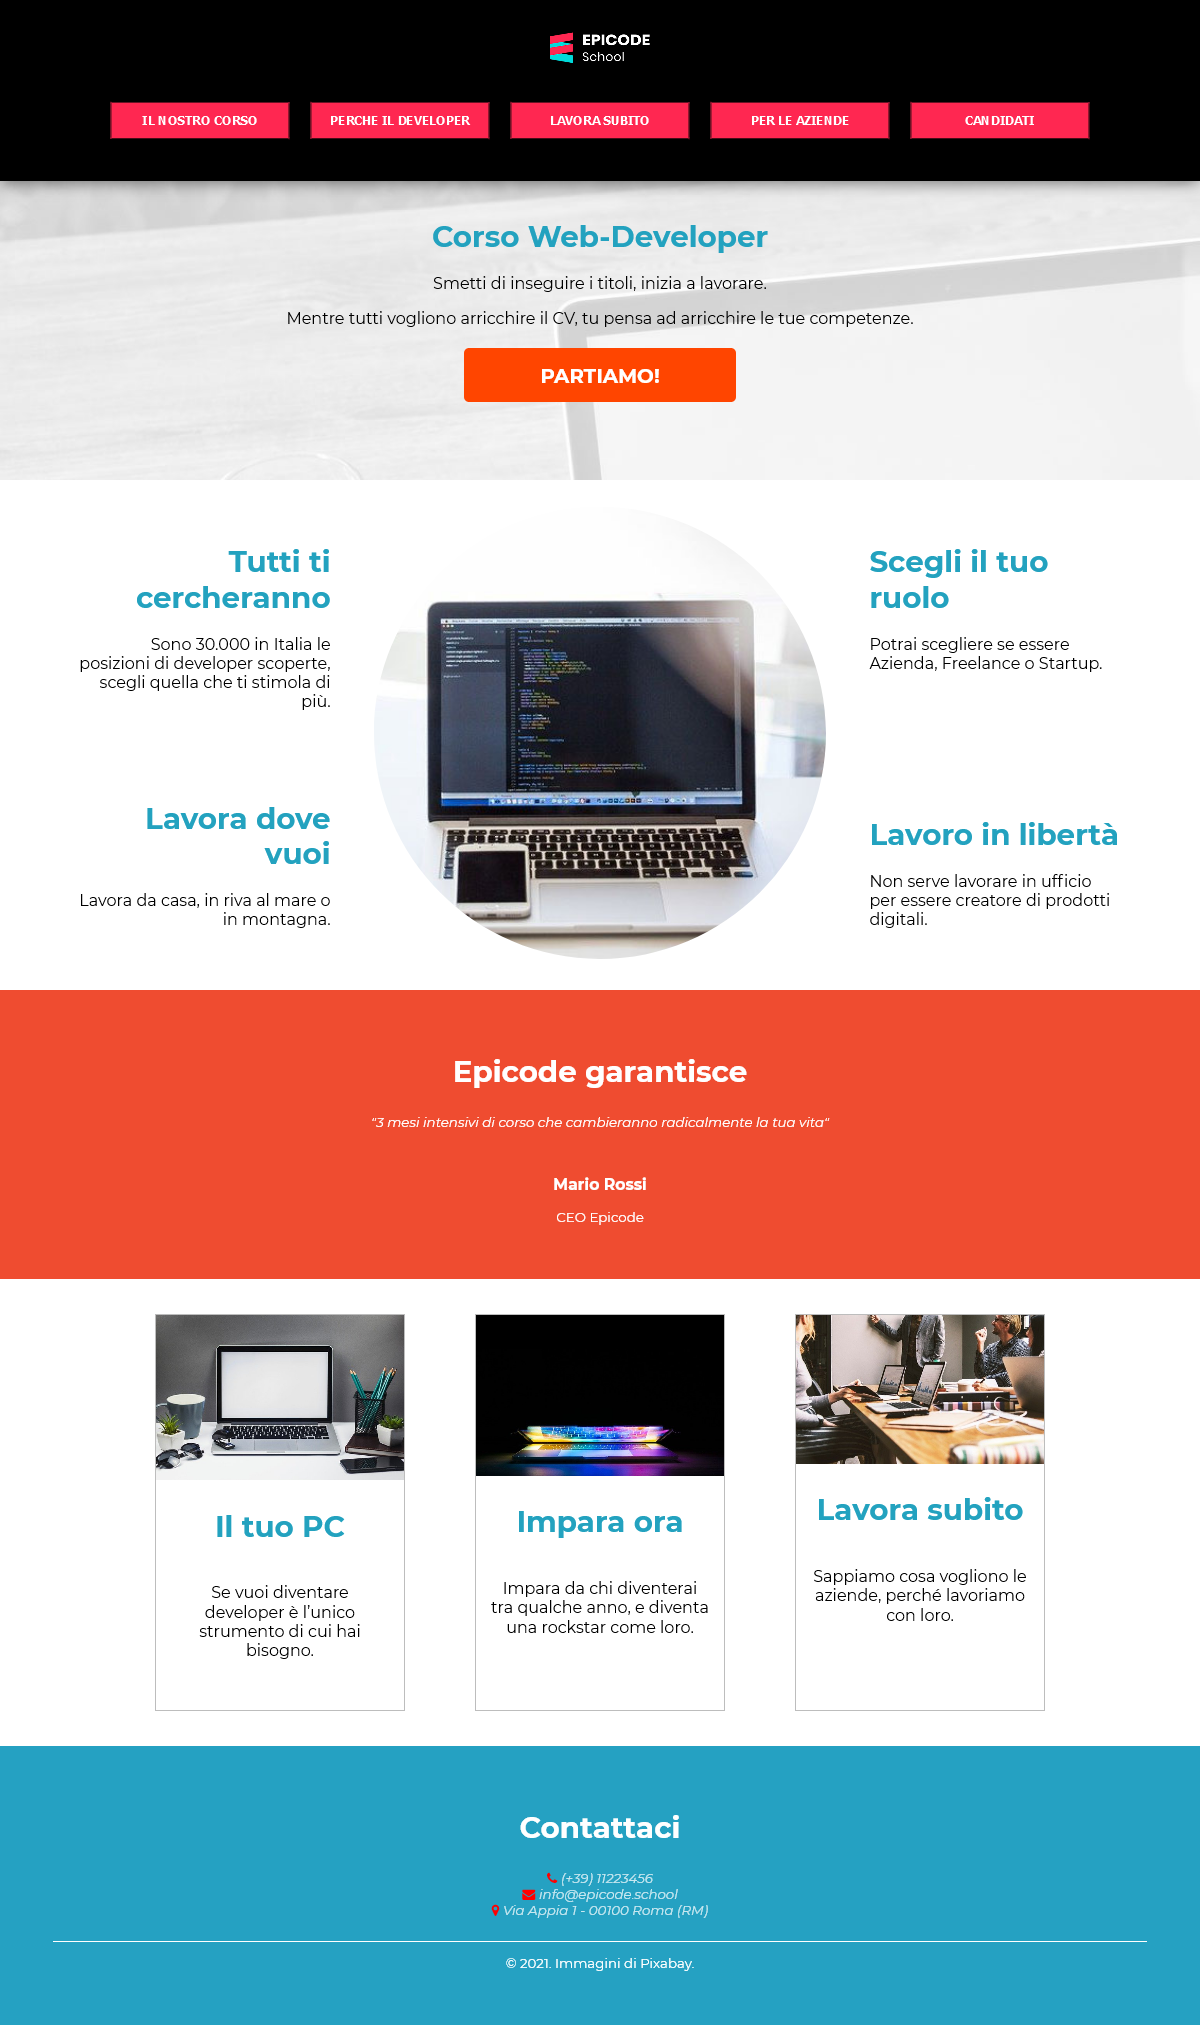 EPICODE
School
IL NOSTRO CORSO
PERCHE IL DEVELOPER
LAVORA SUBITO
PER LE AZIENDE
CANDIDATI
Corso Web-Developer
Smetti di inseguire i titoli, inizia a lavorare.
Mentre tutti vogliono arricchire il CV, tu pensa ad arricchire le tue competenze.
PARTIAMO!
Tutti ti
cercheranno
Sono 30.000 in Italia le
posizioni di developer scoperte,
scegli quella che ti stimola di
più.
Lavora dove
vuoi
Lavora da casa, in riva al mare o
in montagna.
Scegli il tuo
ruolo
Potrai scegliere se essere
Azienda, Freelance o Startup.
Lavoro in libertà
Non serve lavorare in ufficio
per essere creatore di prodotti
digitali.
Epicode garantisce
"3 mesi intensivi di corso che cambieranno radicalmente la tua vita"
Mario Rossi
CEO Epicode
Il tuo PC
Se vuoi diventare
developer è l'unico
strumento di cui hai
bisogno.
Impara ora
Impara da chi diventerai
tra qualche anno, e diventa
una rockstar come loro.
Lavora subito
Sappiamo cosa vogliono le
aziende, perché lavoriamo
con loro.
Contattaci
(+39) 11223456
info@epicode.school
Via Appia 1 - 00100 Roma (RM)
© 2021. Immagini di Pixabay.